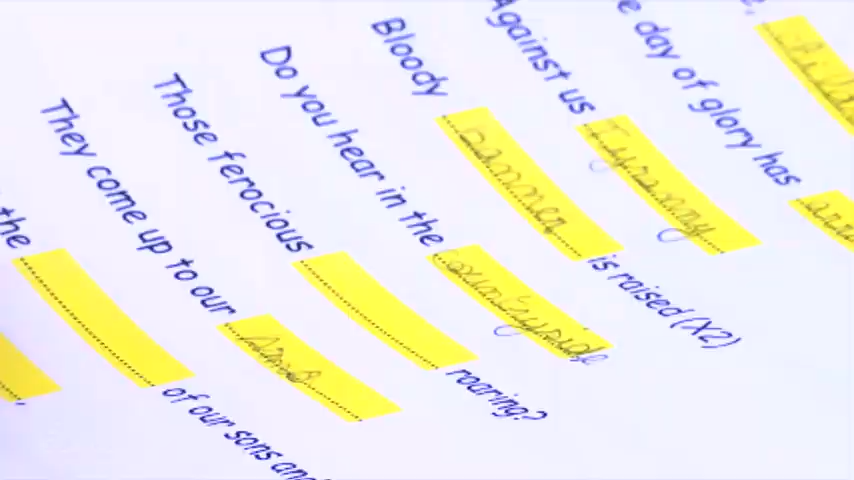 e day of glory has
Against us Tyranny
Bloody banner is raised (X2)
Do you hear in the countryside
Those ferocious roaring?
They come up to our arms
the of our sons and
,